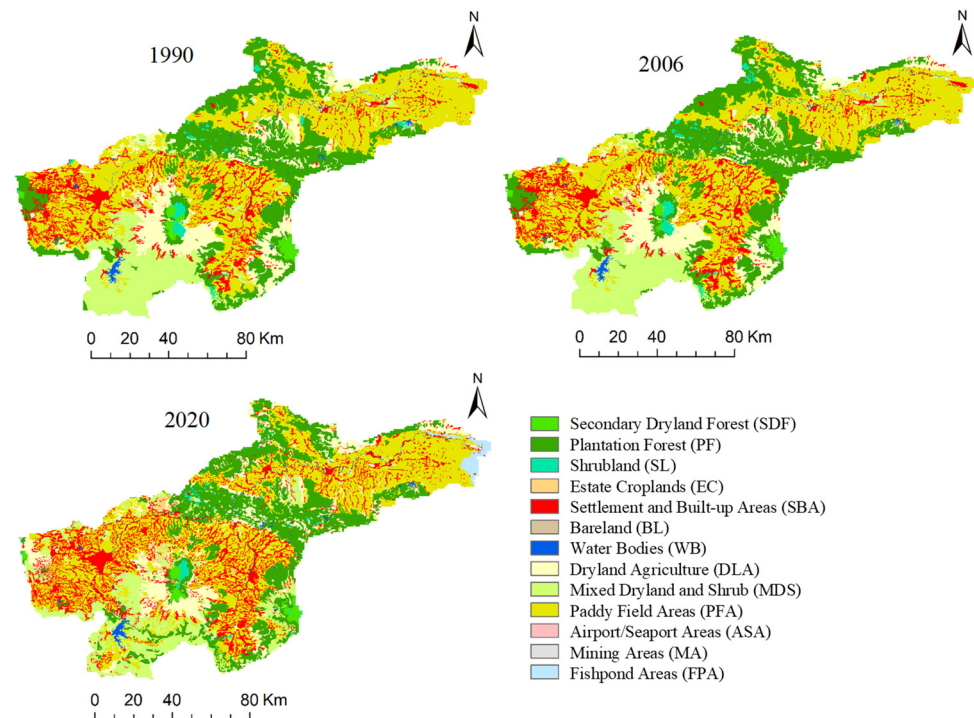 N
1990
0 20 40 80 Km
N
2006
0 20 40 80 Km
N
2020
0 20 40 80 Km
Secondary Dryland Forest (SDF)
Plantation Forest (PF)
Shrubland (SL)
Estate Croplands (EC)
Settlement and Built-up Areas (SBA)
Bareland (BL)
Water Bodies (WB)
Dryland Agriculture (DLA)
Mixed Dryland and Shrub (MDS)
Paddy Field Areas (PFA)
Airport/Seaport Areas (ASA)
Mining Areas (MA)
Fishpond Areas (FPA)